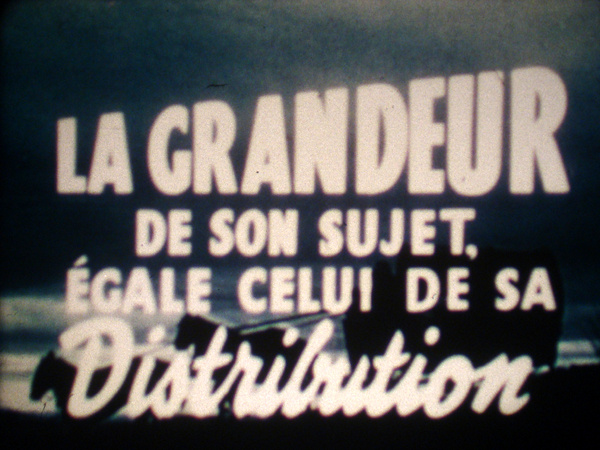 LA GRANDEUR
DE SON SUJET,
ÉGALE CELUI DE SA
Distribution